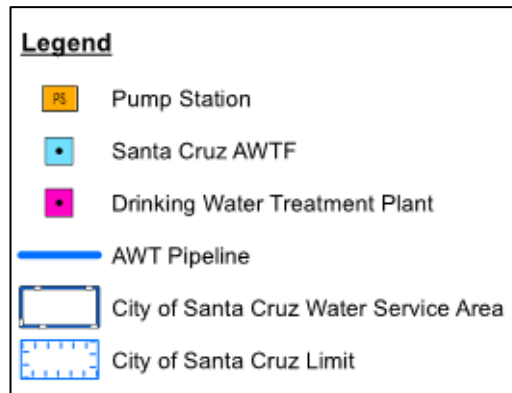 Legend
PS Pump Station
Santa Cruz AWTF
Drinking Water Treatment Plant
AWT Pipeline
City of Santa Cruz Water Service Area
City of Santa Cruz Limit